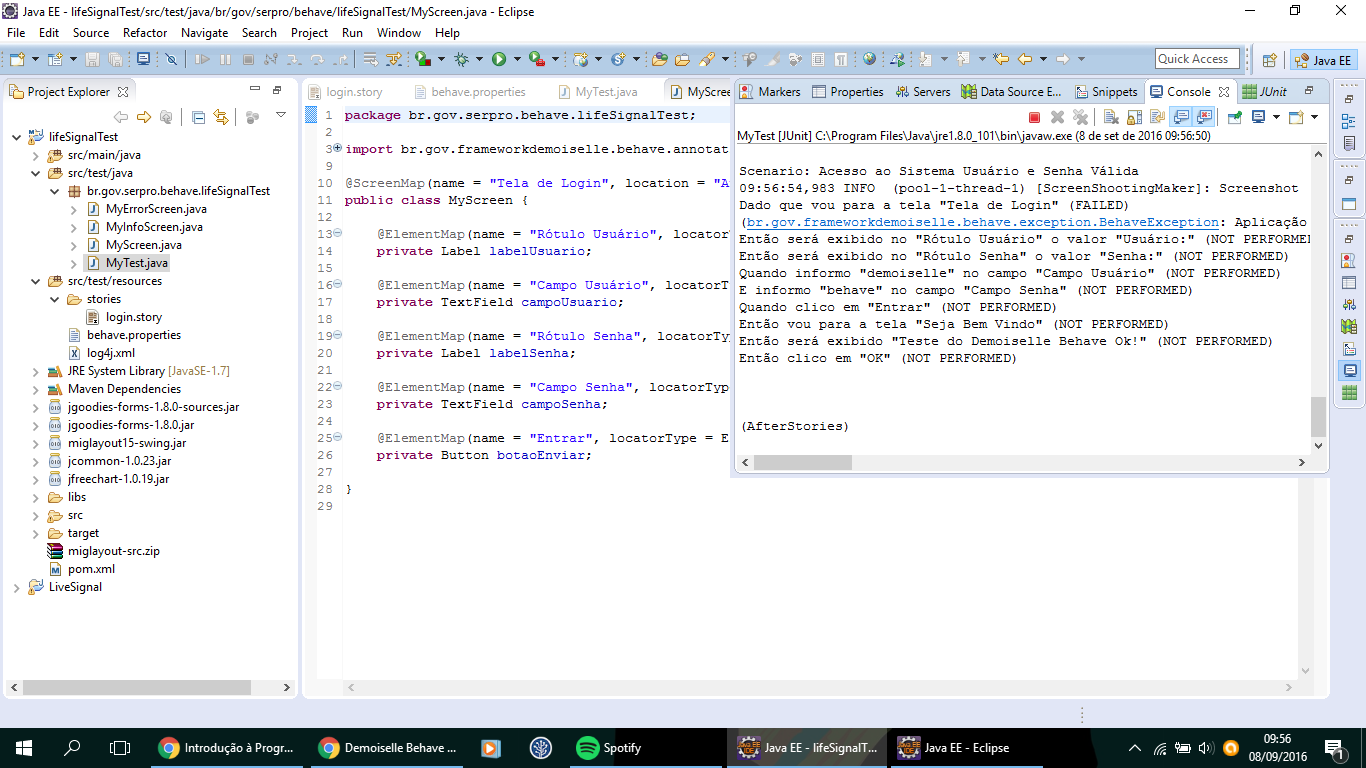 Java EE - lifeSignalTest/src/test/java/br/gov/serpro/behave/lifeSignalTest/MyScreen.java - Eclipse
File Edit Source Refactor Navigate Search Project Run Window Help
Quick Access
Java EE
Project Explorer
lifeSignalTest
src/main/java
src/test/java
br.gov.serpro.behave.lifeSignalTest
MyErrorScreen.java
MyInfoScreen.java
MyScreen.java
MyTest.java
src/test/resources
stories
login.story
behave.properties
log4j.xml
JRE System Library [JavaSE-1.7]
Maven Dependencies
jgoodies-forms-1.8.0-sources.jar
jgoodies-forms-1.8.0.jar
miglayout15-swing.jar
jcommon-1.0.23.jar
jfreechart-1.0.19.jar
libs
src
target
miglayout-src.zip
pom.xml
LiveSignal
login.story behave.properties MyTest.java MyScree
1 package br.gov.serpro.behave.lifeSignalTest;
2
3 import br.gov.frameworkdemoiselle.behave.annotat
9
10 @ScreenMap(name = "Tela de Login", location = "A
11 public class MyScreen {
12
13 @ElementMap(name = "Rótulo Usuário", locator
14 private Label labelUsuario;
15
16 @ElementMap(name = "Campo Usuário", locatorT
17 private TextField campoUsuario;
18
19 @ElementMap(name = "Rótulo Senha", locatorTy
20 private Label labelSenha;
21
22 @ElementMap(name = "Campo Senha", locatorType
23 private TextField campoSenha;
24
25 @ElementMap(name = "Entrar", locatorType = E
26 private Button botaoEnviar;
27
28 }
29
Markers Properties Servers Data Source E... Snippets Console JUnit
MyTest [JUnit] C:\Program Files\Java\jre1.8.0_101\bin\javaw.exe (8 de set de 2016 09:56:50)
Scenario: Acesso ao Sistema Usuário e Senha Válida
09:56:54,983 INFO (pool-1-thread-1) [ScreenShootingMaker]: Screenshot
Dado que vou para a tela "Tela de Login" (FAILED)
(br.gov.frameworkdemoiselle.behave.exception.BehaveException: Aplicação
Então será exibido no "Rótulo Usuário" o valor "Usuário:" (NOT PERFORMED
Então será exibido no "Rótulo Senha" o valor "Senha:" (NOT PERFORMED)
Quando informo "demoiselle" no campo "Campo Usuário" (NOT PERFORMED)
E informo "behave" no campo "Campo Senha" (NOT PERFORMED)
Quando clico em "Entrar" (NOT PERFORMED)
Então vou para a tela "Seja Bem Vindo" (NOT PERFORMED)
Então será exibido "Teste do Demoiselle Behave Ok!" (NOT PERFORMED)
Então clico em "OK" (NOT PERFORMED)
(AfterStories)
Introdução à Progr...
Demoiselle Behave ...
Spotify
Java EE - lifeSignalT...
Java EE - Eclipse
09:56
08/09/2016
1